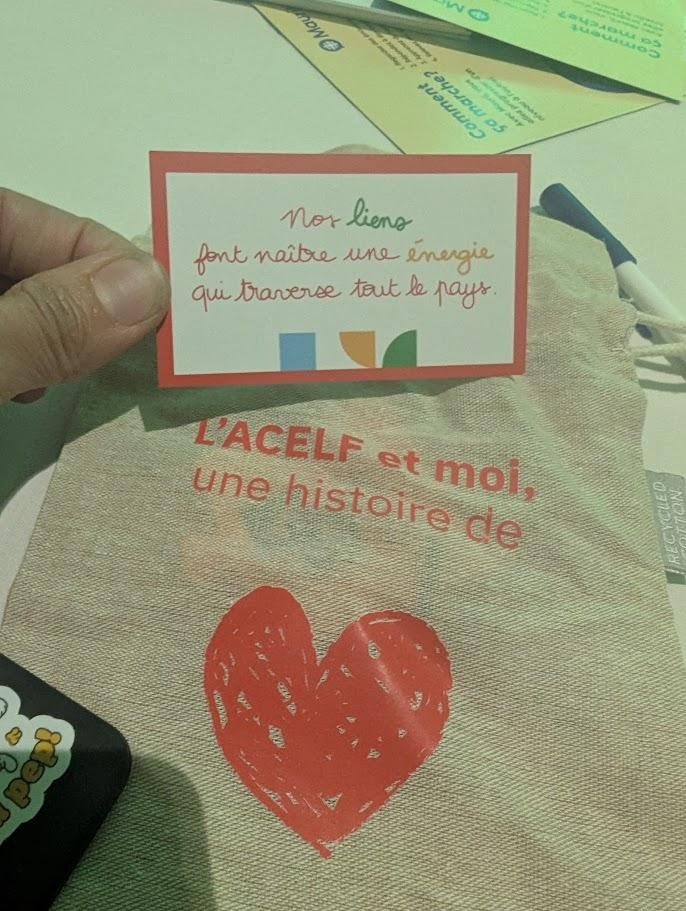 Nos liens
font naître une énergie
qui traverse tout le pays.
L'ACELF et moi,
une histoire de
RECYCLED
COTTON
Comment
ça marche?
Comment
ça marche?
pep!